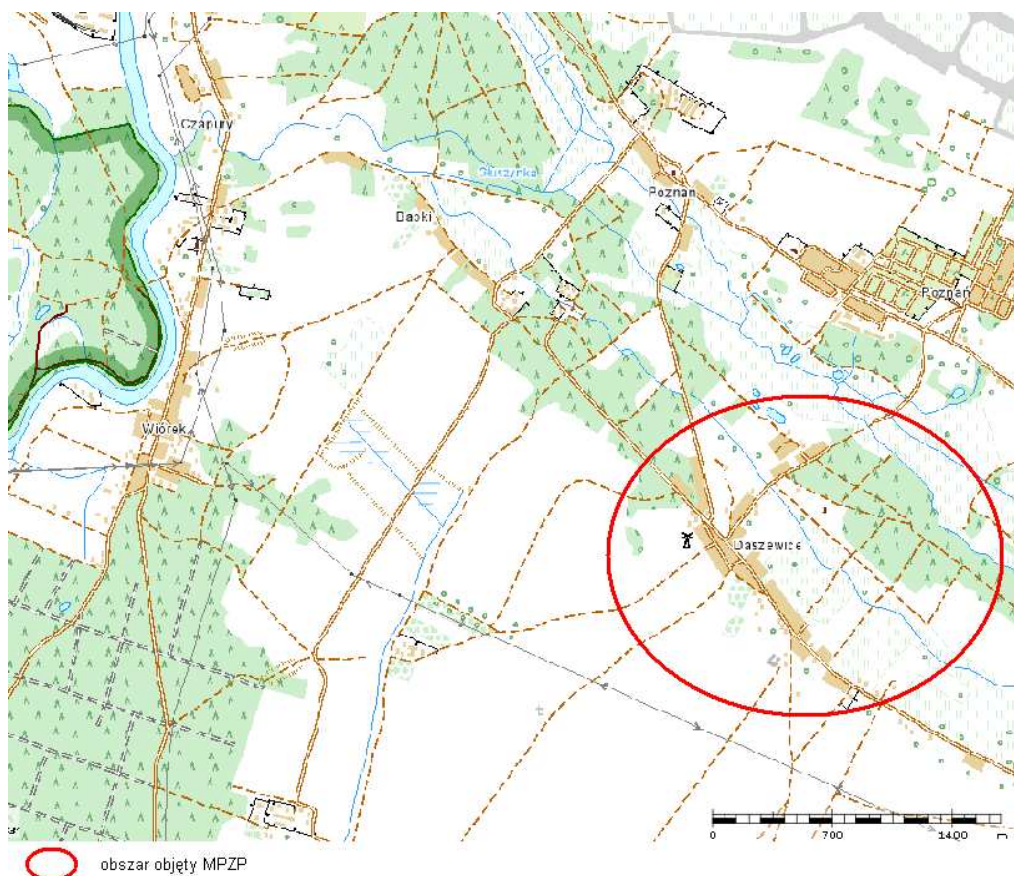 Czapury
Głuszynka
Babki
Poznań
Poznań
Wiórek
Daszewice
0 700 1400 m
obszar objęty MPZP